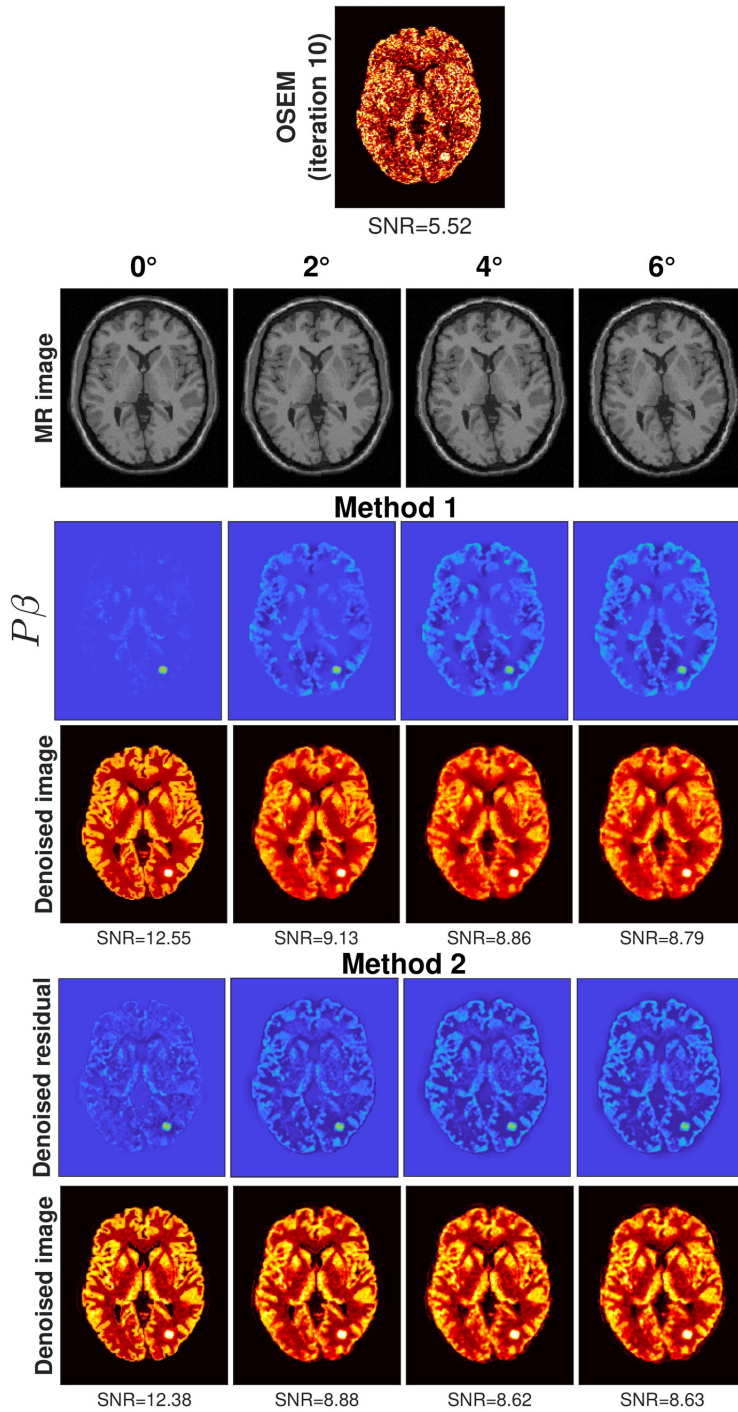 OSEM
(iteration 10)
SNR=5.52
0° 2° 4° 6°
MR image
Method 1
Pβ
Denoised image
SNR=12.55 SNR=9.13 SNR=8.86 SNR=8.79
Method 2
Denoised residual
Denoised image
SNR=12.38 SNR=8.88 SNR=8.62 SNR=8.63